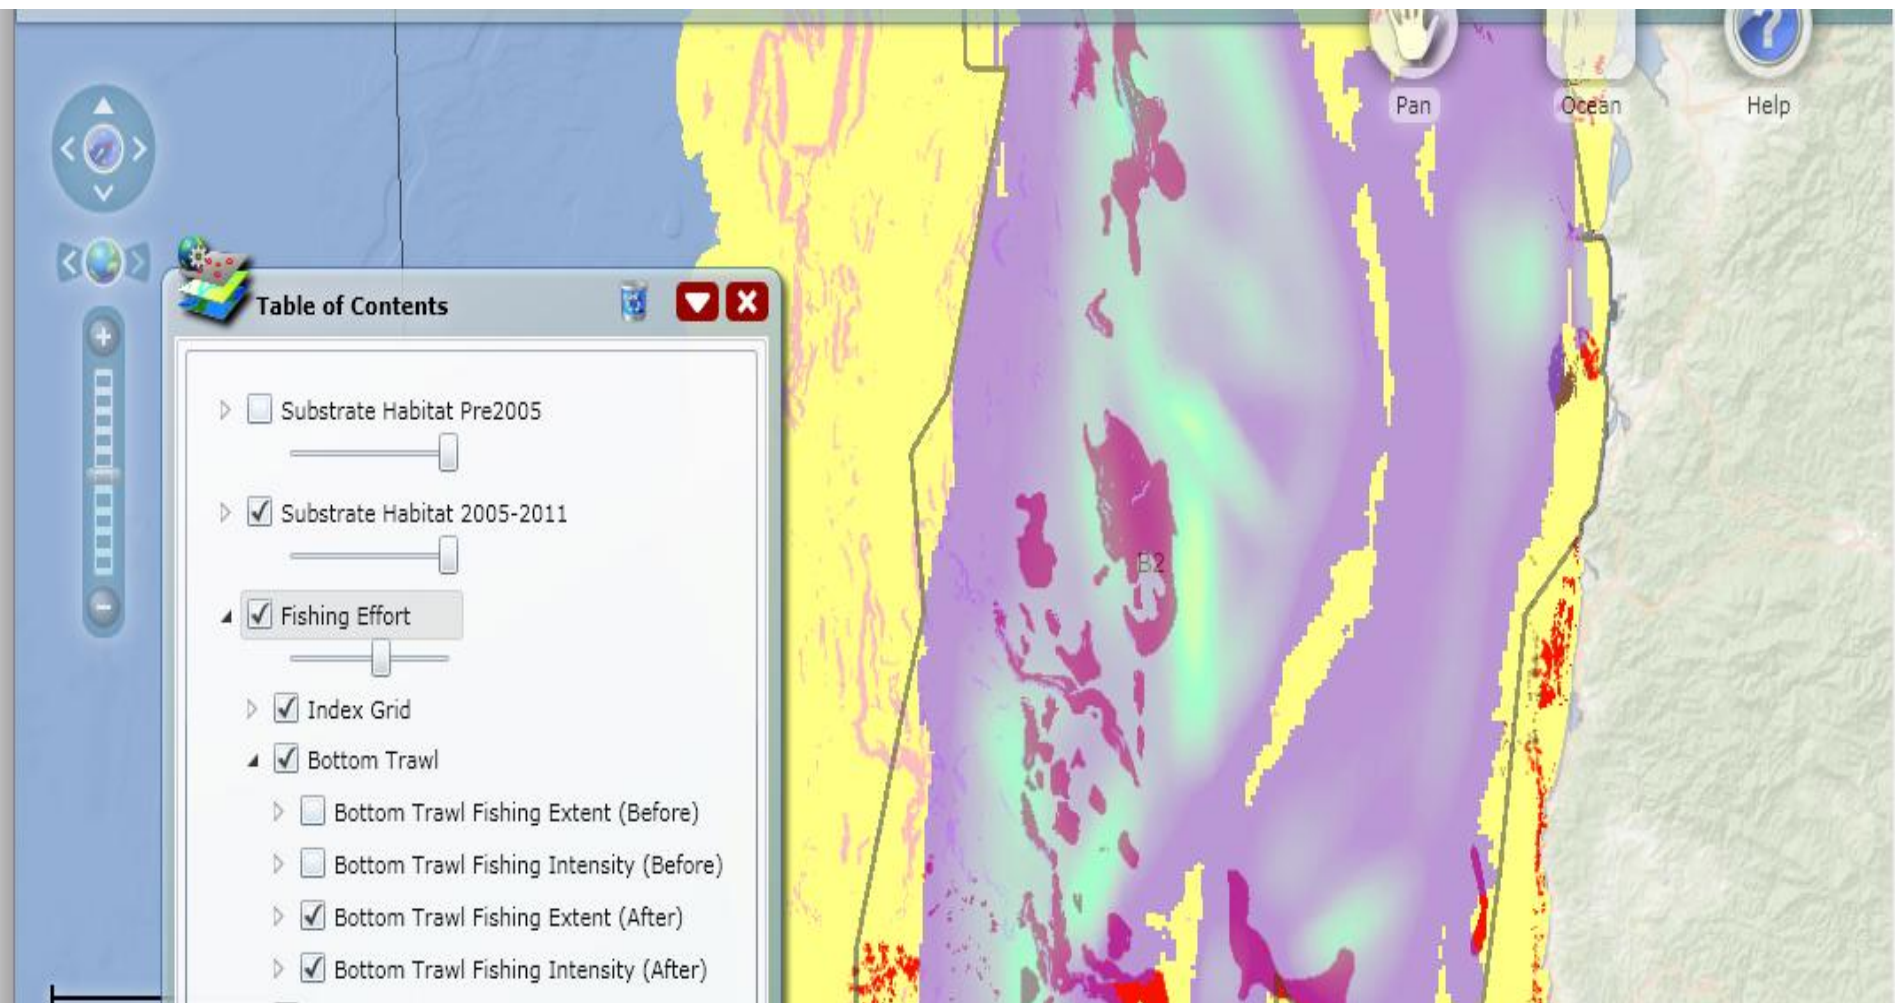 Pan
Ocean
Help
Table of Contents
Substrate Habitat Pre2005
Substrate Habitat 2005-2011
Fishing Effort
Index Grid
Bottom Trawl
Bottom Trawl Fishing Extent (Before)
Bottom Trawl Fishing Intensity (Before)
Bottom Trawl Fishing Extent (After)
Bottom Trawl Fishing Intensity (After)
B2